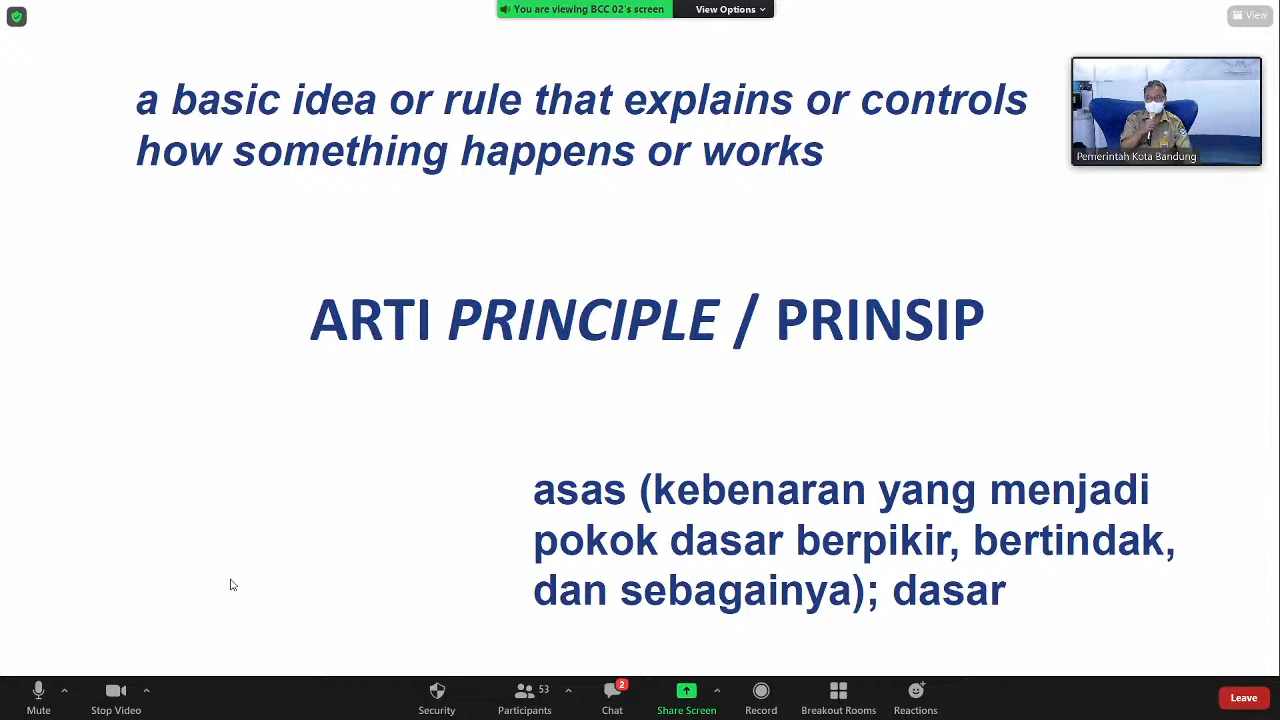 You are viewing BCC 02's screen
View Options
View
a basic idea or rule that explains or controls
how something happens or works
Pemerintah Kota Bandung
ARTI PRINCIPLE / PRINSIP
asas (kebenaran yang menjadi
pokok dasar berpikir, bertindak,
dan sebagainya); dasar
Mute
Stop Video
Security
53
Participants
2
Chat
Share Screen
Record
Breakout Rooms
Reactions
Leave